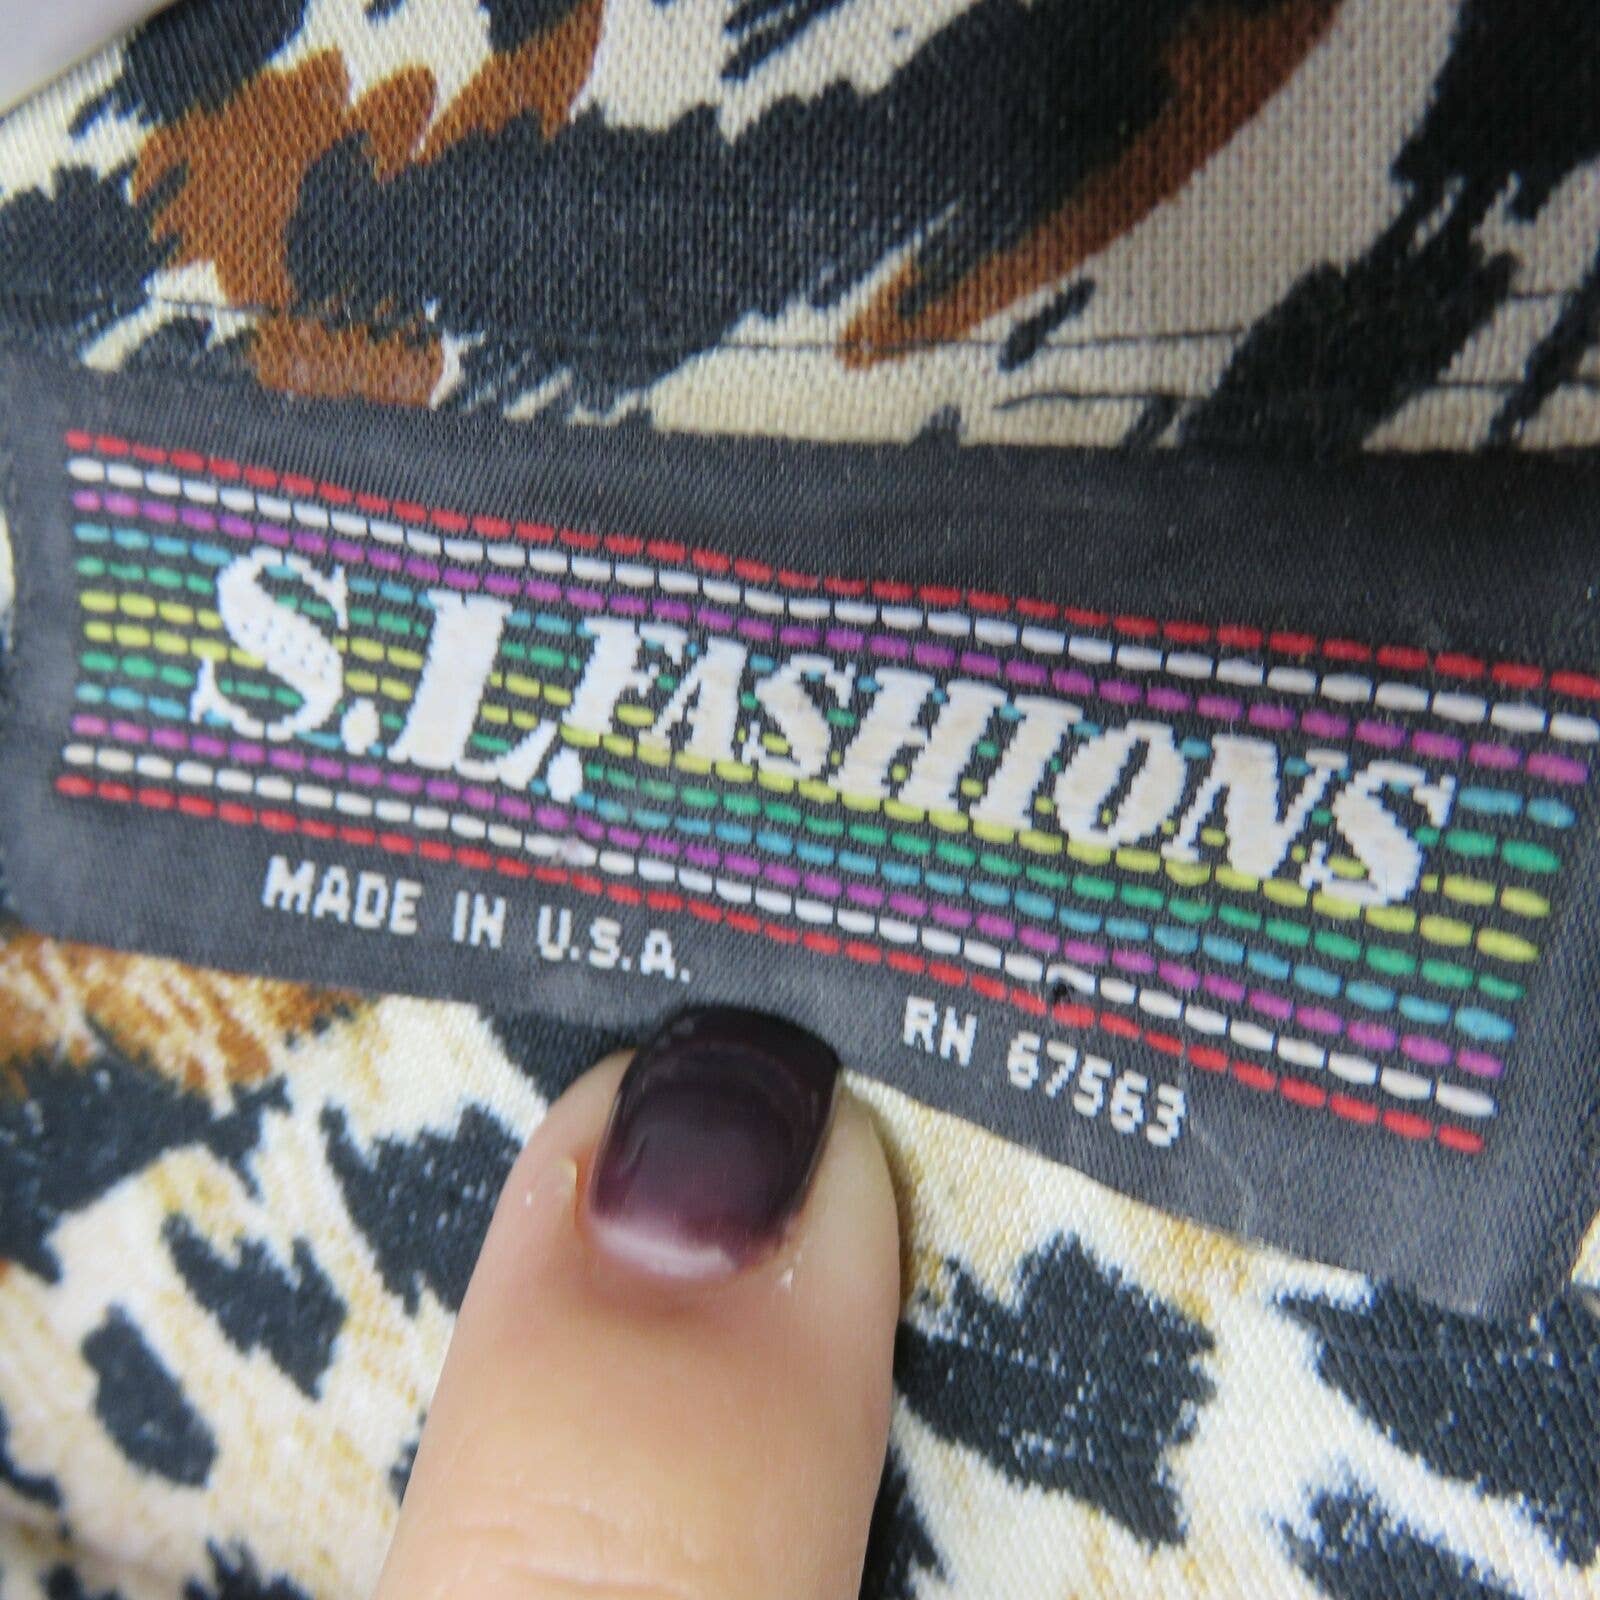 S.L. FASHIONS
MADE IN U.S.A. RN 67563